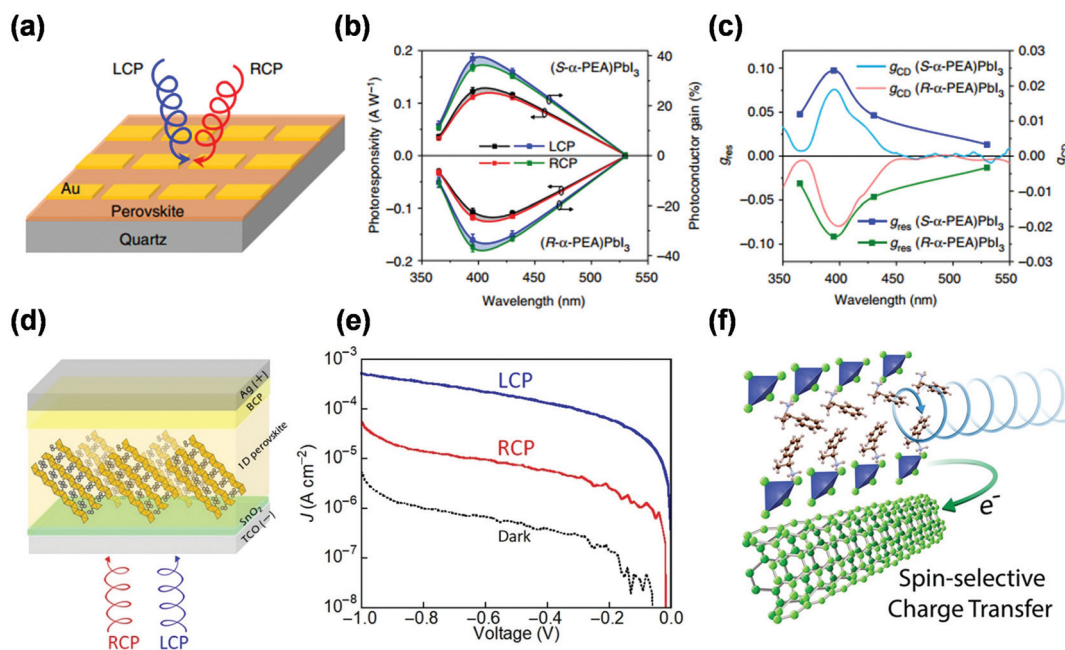 (a)
LCP
RCP
Au
Perovskite
Quartz
(b)
Photoresponsivity (A W⁻¹)
0.2
0.1
0.0
−0.1
−0.2
(S-α-PEA)PbI₃
LCP
RCP
(R-α-PEA)PbI₃
40
20
0
−20
−40
Photoconductor gain (%)
350 400 450 500 550
Wavelength (nm)
(c)
g_res
0.10
0.05
0.00
−0.05
−0.10
g_CD (S-α-PEA)PbI₃
g_CD (R-α-PEA)PbI₃
g_res (S-α-PEA)PbI₃
g_res (R-α-PEA)PbI₃
0.03
0.02
0.01
0.00
−0.01
−0.02
−0.03
g_CD
350 400 450 500 550
Wavelength (nm)
(d)
Ag (+)
BCP
1D perovskite
SnO₂
TCO (−)
RCP
LCP
(e)
J (A cm⁻²)
10⁻³
10⁻⁴
10⁻⁵
10⁻⁶
10⁻⁷
10⁻⁸
LCP
RCP
Dark
−1.0 −0.8 −0.6 −0.4 −0.2 0.0
Voltage (V)
(f)
e⁻
Spin-selective
Charge Transfer